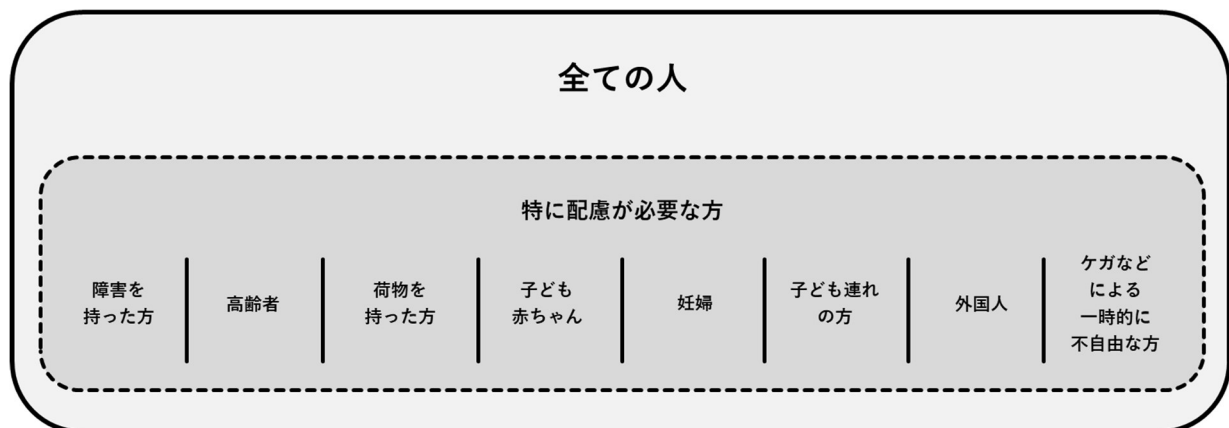 全ての人
特に配慮が必要な方
障害を
持った方
高齢者
荷物を
持った方
子ども
赤ちゃん
妊婦
子ども連れ
の方
外国人
ケガなど
による
一時的に
不自由な方